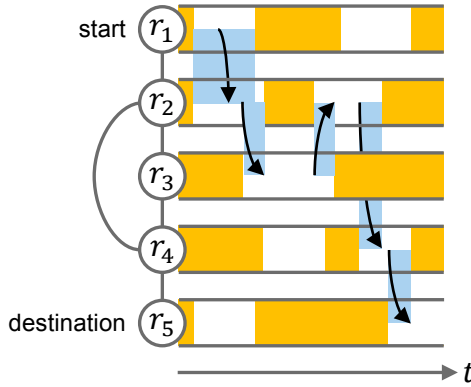 start r₁
r₂
r₃
r₄
destination r₅
t